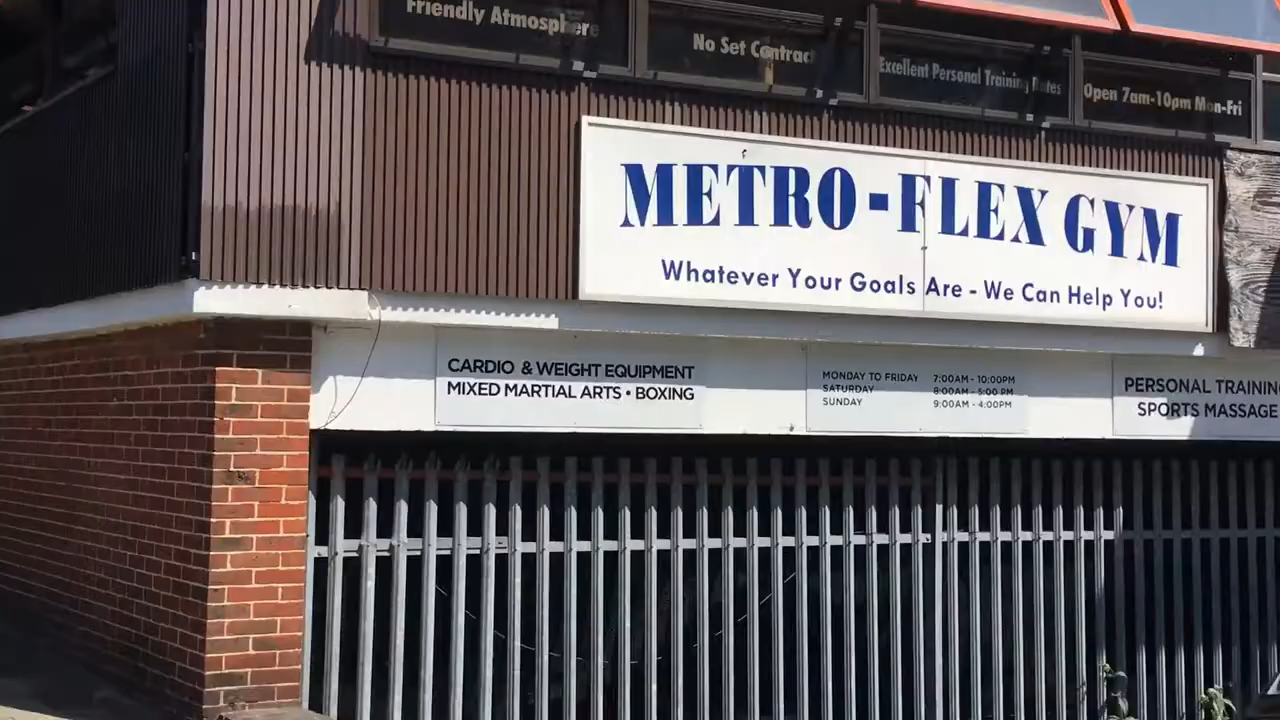 Friendly Atmosphere
No Set Contract
Excellent Personal Training Rates
Open 7am-10pm Mon-Fri
METRO-FLEX GYM
Whatever Your Goals Are - We Can Help You!
CARDIO & WEIGHT EQUIPMENT
MIXED MARTIAL ARTS • BOXING
MONDAY TO FRIDAY 7:00AM - 10:00PM
SATURDAY 8:00AM - 5:00 PM
SUNDAY 9:00AM - 4:00PM
PERSONAL TRAINING
SPORTS MASSAGE